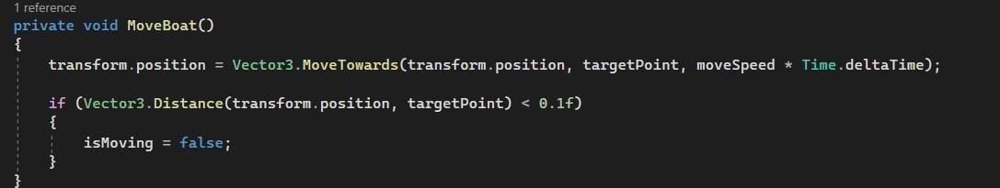 1 reference
private void MoveBoat()
{
    transform.position = Vector3.MoveTowards(transform.position, targetPoint, moveSpeed * Time.deltaTime);
    if (Vector3.Distance(transform.position, targetPoint) < 0.1f)
    {
        isMoving = false;
    }
}